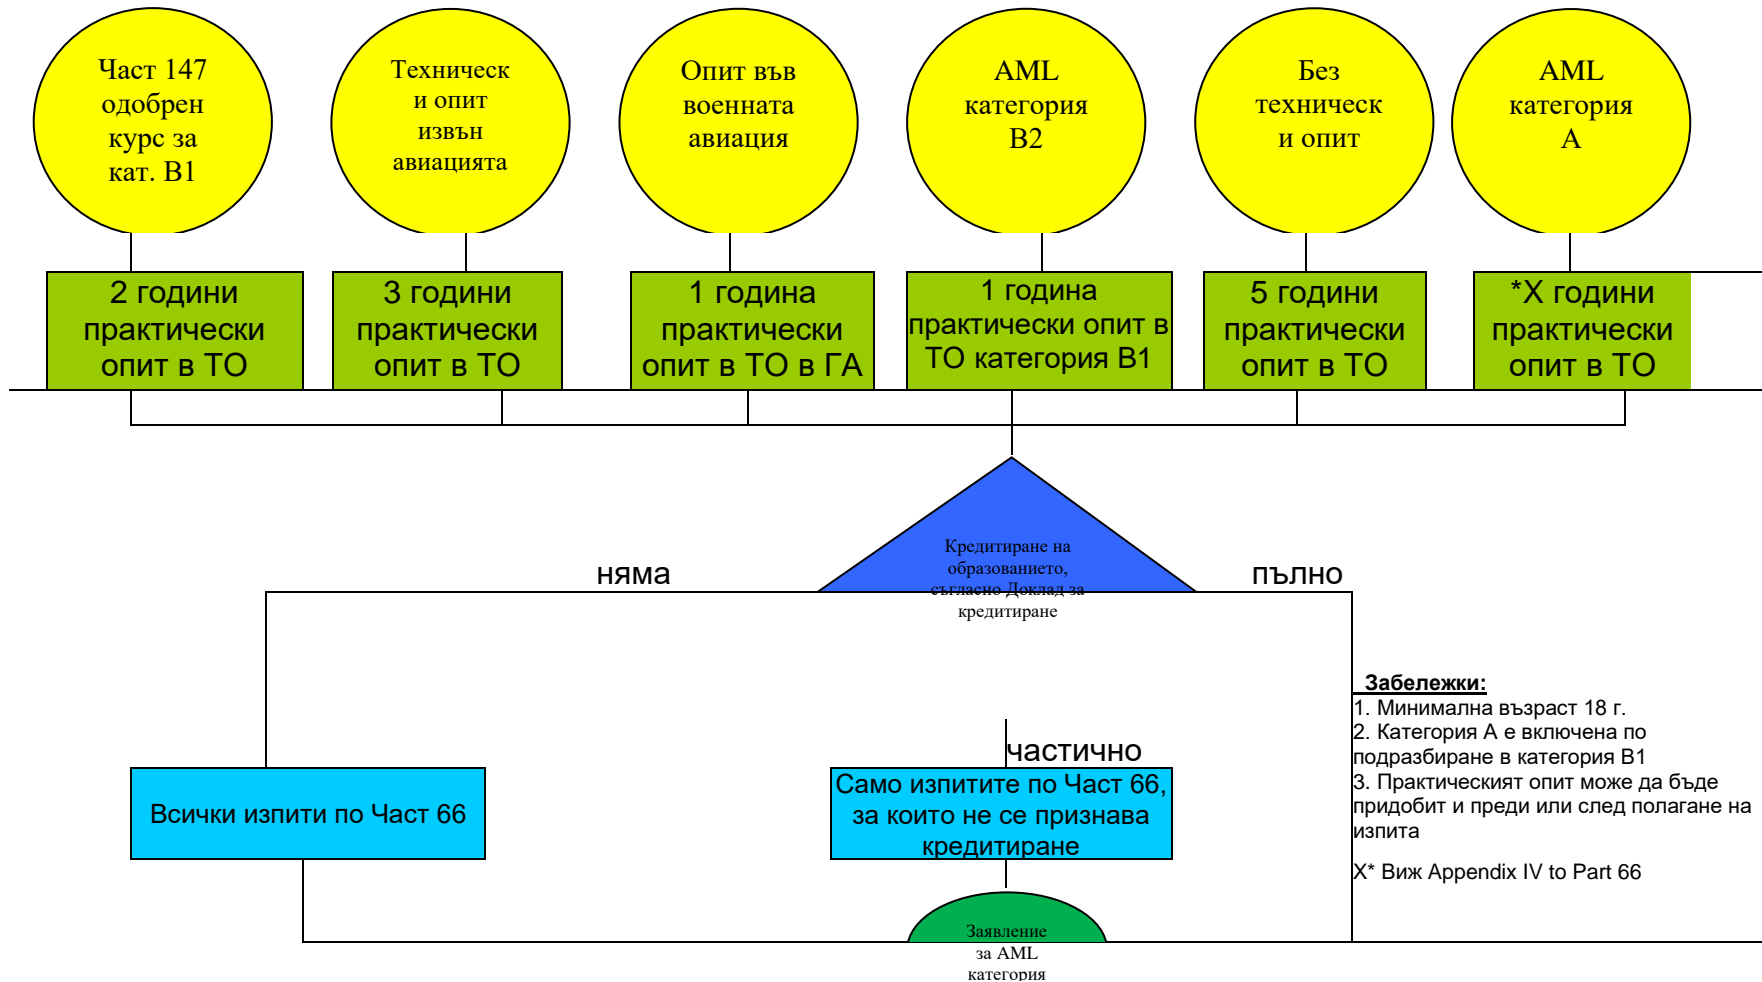 Част 147
одобрен
курс за
кат. B1
Техническ
и опит
извън
авиацията
Опит във
военната
авиация
AML
категория
B2
Без
техническ
и опит
AML
категория
A
2 години
практически
опит в ТО
3 години
практически
опит в ТО
1 година
практически
опит в ТО в ГА
1 година
практически опит в
ТО категория B1
5 години
практически
опит в ТО
*X години
практически
опит в ТО
Кредитиране на
образованието,
съгласно Доклад за
кредитиране
няма
пълно
частично
Всички изпити по Част 66
Само изпитите по Част 66,
за които не се признава
кредитиране
Забележки:
1. Минимална възраст 18 г.
2. Категория А е включена по
подразбиране в категория B1
3. Практическият опит може да бъде
придобит и преди или след полагане на
изпита
X* Виж Appendix IV to Part 66
Заявление
за AML
категория